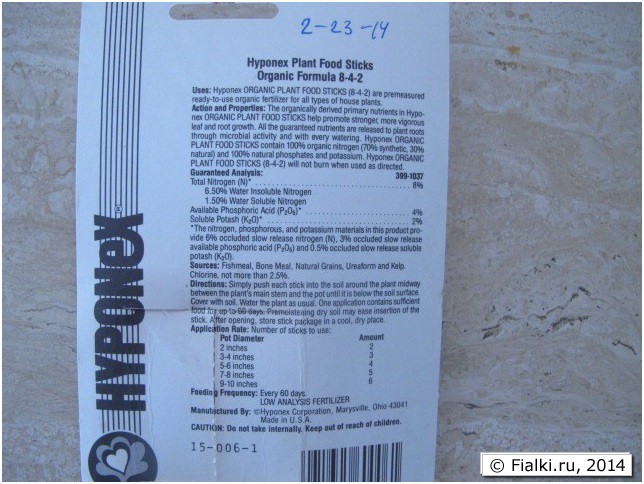 2-23-14
Hyponex Plant Food Sticks
Organic Formula 8-4-2
Uses: Hyponex ORGANIC PLANT FOOD STICKS (8-4-2) are premeasured
ready-to-use organic fertilizer for all types of house plants.
Action and Properties: The organically derived primary nutrients in Hypo-
nex ORGANIC PLANT FOOD STICKS help promote stronger, more vigorous
leaf and root growth. All the guaranteed nutrients are released to plant roots
through microbial activity and with every watering. Hyponex ORGANIC
PLANT FOOD STICKS contain 100% organic nitrogen (70% synthetic, 30%
natural) and 100% natural phosphates and potassium. Hyponex ORGANIC
PLANT FOOD STICKS (8-4-2) will not burn when used as directed.
Guaranteed Analysis: 399-1037
Total Nitrogen (N)* 8%
6.50% Water Insoluble Nitrogen
1.50% Water Soluble Nitrogen
Available Phosphoric Acid (P₂O₅)* 4%
Soluble Potash (K₂O)* 2%
*The nitrogen, phosphorous, and potassium materials in this product pro-
vide 6% occluded slow release nitrogen (N), 3% occluded slow release
available phosphoric acid (P₂O₅) and 0.5% occluded slow release soluble
potash (K₂O).
Sources: Fishmeal, Bone Meal, Natural Grains, Ureaform and Kelp.
Chlorine, not more than 2.5%.
Directions: Simply push each stick into the soil around the plant midway
between the plant's main stem and the pot until it is below the soil surface.
Cover with soil. Water the plant as usual. One application contains sufficient
food for up to 60 days. Premoistening dry soil may ease insertion of the
stick. After opening, store stick package in a cool, dry place.
Application Rate: Number of sticks to use:
Pot Diameter Amount
2 inches 2
3-4 inches 3
5-6 inches 4
7-8 inches 5
9-10 inches 6
Feeding Frequency: Every 60 days.
LOW ANALYSIS FERTILIZER
Manufactured By: ©Hyponex Corporation, Marysville, Ohio 43041
Made in U.S.A.
CAUTION: Do not take internally. Keep out of reach of children.
15-006-1
HYPONeX®
© Fialki.ru, 2014